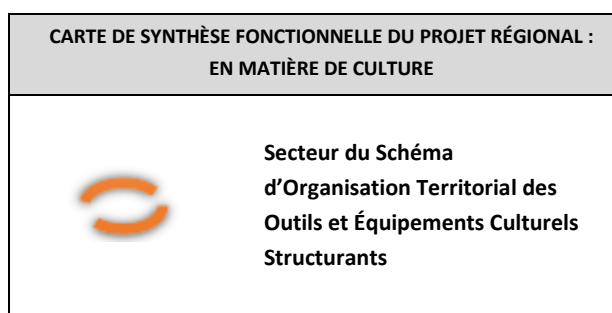 CARTE DE SYNTHÈSE FONCTIONNELLE DU PROJET RÉGIONAL :
EN MATIÈRE DE CULTURE
Secteur du Schéma
d’Organisation Territorial des
Outils et Équipements Culturels
Structurants